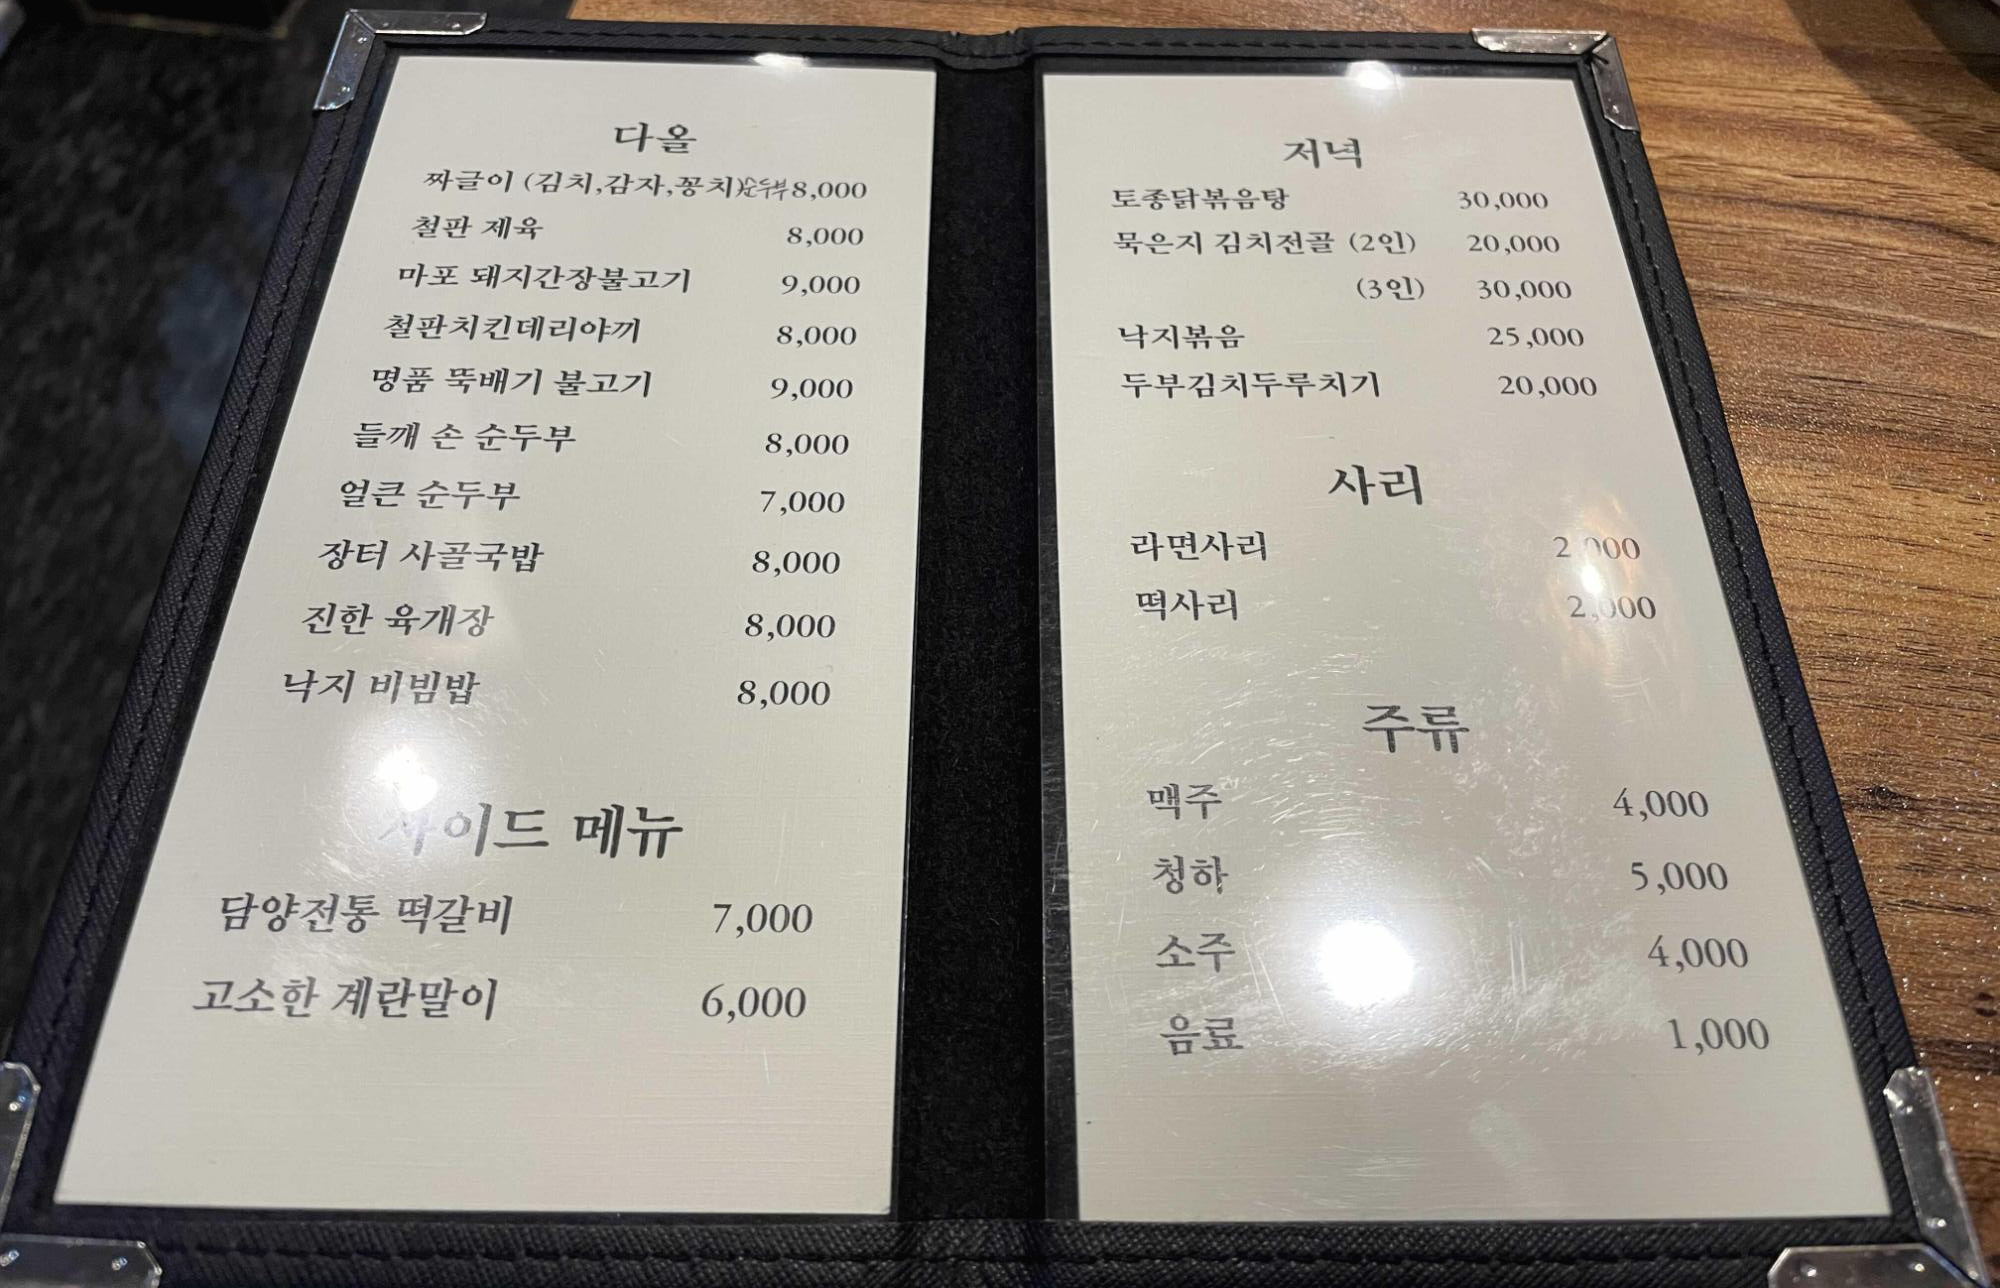 다올
짜글이 (김치,감자,꽁치)순두부 8,000
철판 제육 8,000
마포 돼지간장불고기 9,000
철판치킨데리야끼 8,000
명품 뚝배기 불고기 9,000
들깨 손 순두부 8,000
얼큰 순두부 7,000
장터 사골국밥 8,000
진한 육개장 8,000
낙지 비빔밥 8,000
사이드 메뉴
담양전통 떡갈비 7,000
고소한 계란말이 6,000
저녁
토종닭볶음탕 30,000
묵은지 김치전골 (2인) 20,000
(3인) 30,000
낙지볶음 25,000
두부김치두루치기 20,000
사리
라면사리 2,000
떡사리 2,000
주류
맥주 4,000
청하 5,000
소주 4,000
음료 1,000